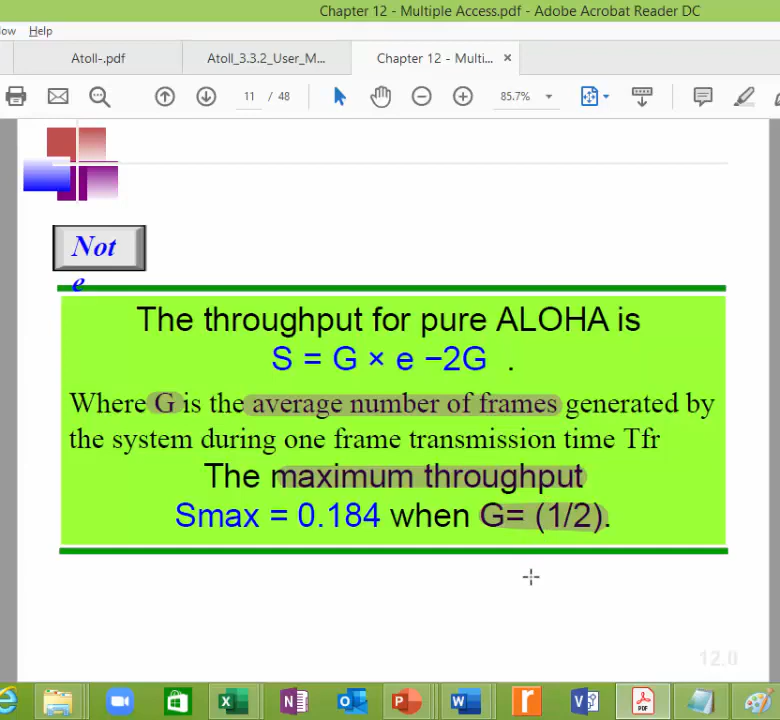 Chapter 12 - Multiple Access.pdf - Adobe Acrobat Reader DC
Help
Atoll-.pdf
Atoll_3.3.2_User_M...
Chapter 12 - Multi... ×
11 / 48
85.7%
Not
e
The throughput for pure ALOHA is
S = G × e −2G .
Where G is the average number of frames generated by
the system during one frame transmission time Tfr
The maximum throughput
Smax = 0.184 when G= (1/2).
12.0